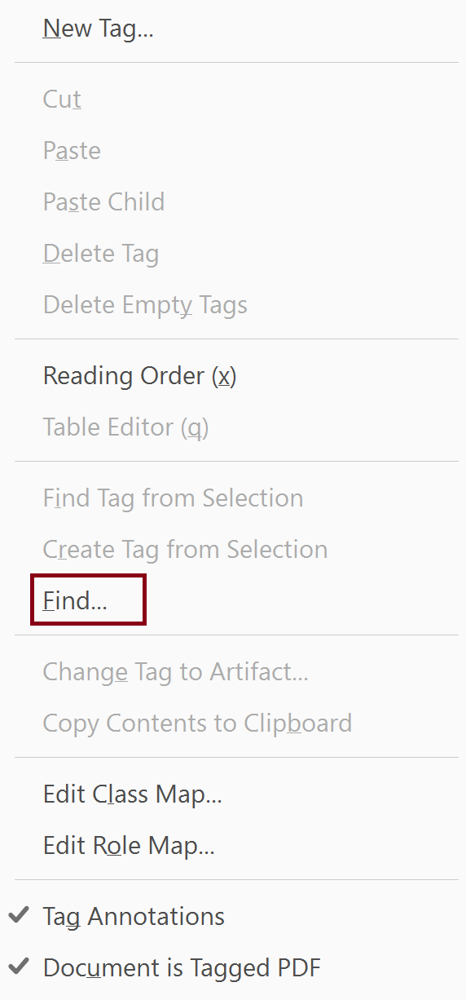 New Tag...
Cut
Paste
Paste Child
Delete Tag
Delete Empty Tags
Reading Order (x)
Table Editor (q)
Find Tag from Selection
Create Tag from Selection
Find...
Change Tag to Artifact...
Copy Contents to Clipboard
Edit Class Map...
Edit Role Map...
Tag Annotations
Document is Tagged PDF